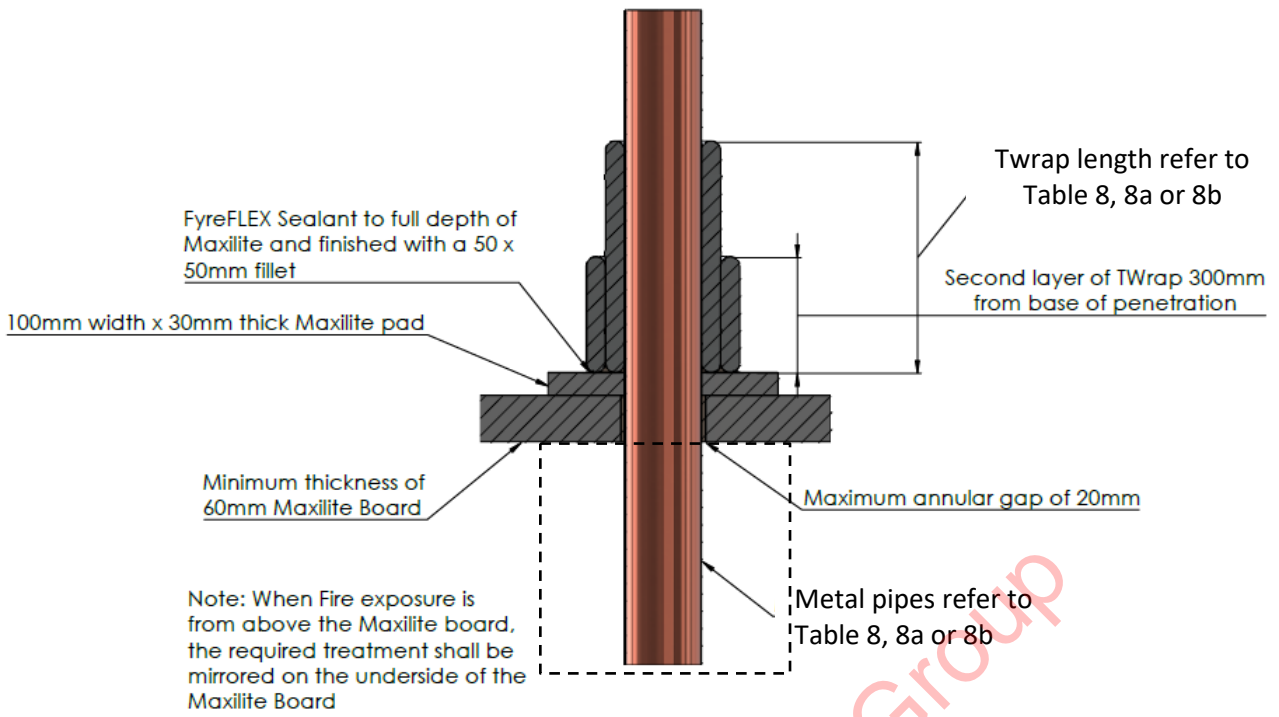 Twrap length refer to
Table 8, 8a or 8b
FyreFLEX Sealant to full depth of
Maxilite and finished with a 50 x
50mm fillet
Second layer of TWrap 300mm
from base of penetration
100mm width x 30mm thick Maxilite pad
Minimum thickness of
60mm Maxilite Board
Maximum annular gap of 20mm
Note: When Fire exposure is
from above the Maxilite board,
the required treatment shall be
mirrored on the underside of the
Maxilite Board
Metal pipes refer to
Table 8, 8a or 8b
Group